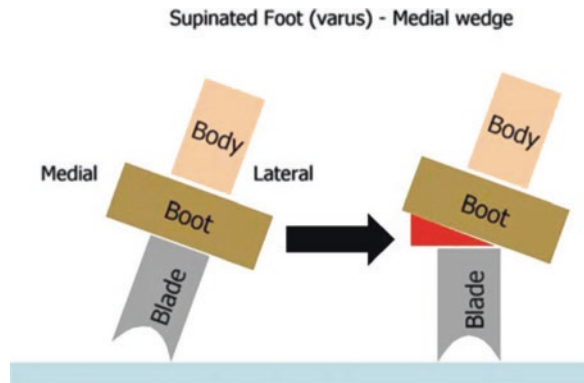 Supinated Foot (varus) - Medial wedge
Body
Medial
Lateral
Boot
Blade
Body
Boot
Blade